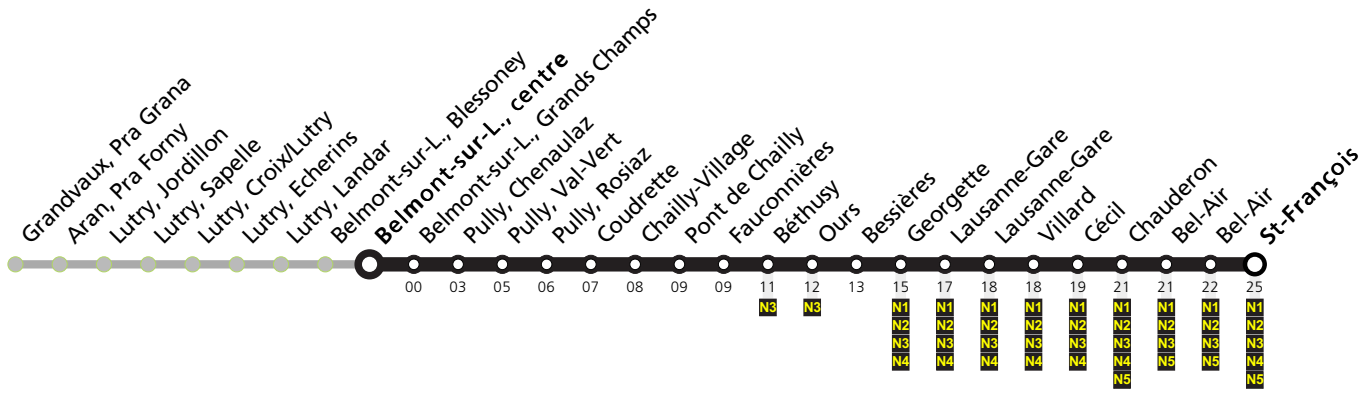 Grandvaux, Pra Grana
Aran, Pra Forny
Lutry, Jordillon
Lutry, Sapelle
Lutry, Croix/Lutry
Lutry, Echerins
Lutry, Landar
Belmont-sur-L., Blessoney
Belmont-sur-L., centre
Belmont-sur-L., Grands Champs
Pully, Chenaulaz
Pully, Val-Vert
Pully, Rosiaz
Coudrette
Chailly-Village
Pont de Chailly
Fauconnières
Béthusy
Ours
Bessières
Georgette
Lausanne-Gare
Lausanne-Gare
Villard
Cécil
Chauderon
Bel-Air
Bel-Air
St-François
00 03 05 06 07 08 09 09 11 12 13 15 17 18 18 19 21 21 22 25
N3 N3 N1 N1 N1 N1 N1 N1 N1 N1 N1
N2 N2 N2 N2 N2 N2 N2 N2 N2
N3 N3 N3 N3 N3 N3 N3 N3 N3
N4 N4 N4 N4 N4 N4 N5 N5 N4
N5 N5